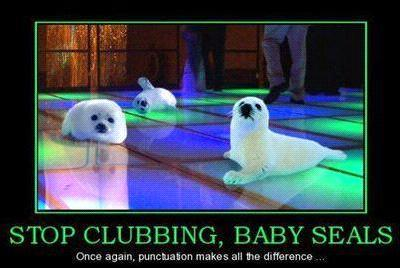 STOP CLUBBING, BABY SEALS
Once again, punctuation makes all the difference ...